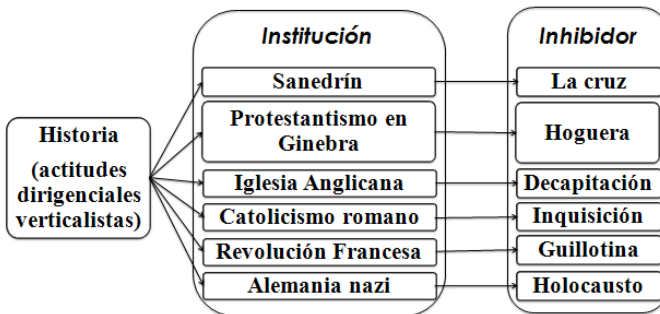 Institución
Inhibidor
Historia
(actitudes
dirigenciales
verticalistas)
Sanedrín
La cruz
Protestantismo en
Ginebra
Hoguera
Iglesia Anglicana
Decapitación
Catolicismo romano
Inquisición
Revolución Francesa
Guillotina
Alemania nazi
Holocausto